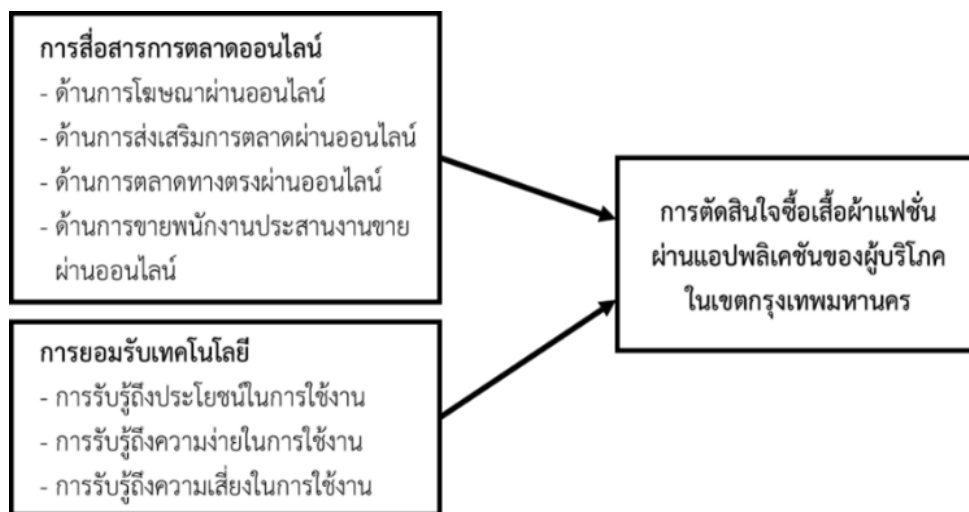 การสื่อสารการตลาดออนไลน์
- ด้านการโฆษณาผ่านออนไลน์
- ด้านการส่งเสริมการตลาดผ่านออนไลน์
- ด้านการตลาดทางตรงผ่านออนไลน์
- ด้านการขายพนักงานประสานงานขาย
ผ่านออนไลน์
การยอมรับเทคโนโลยี
- การรับรู้ถึงประโยชน์ในการใช้งาน
- การรับรู้ถึงความง่ายในการใช้งาน
- การรับรู้ถึงความเสี่ยงในการใช้งาน
การตัดสินใจซื้อเสื้อผ้าแฟชั่น
ผ่านแอปพลิเคชันของผู้บริโภค
ในเขตกรุงเทพมหานคร